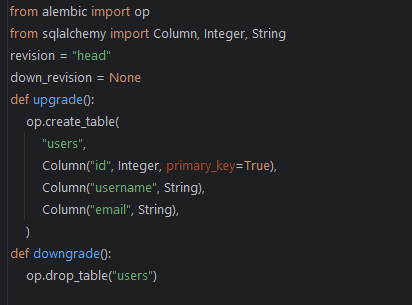 from alembic import op
from sqlalchemy import Column, Integer, String
revision = "head"
down_revision = None
def upgrade():
    op.create_table(
        "users",
        Column("id", Integer, primary_key=True),
        Column("username", String),
        Column("email", String),
    )
def downgrade():
    op.drop_table("users")